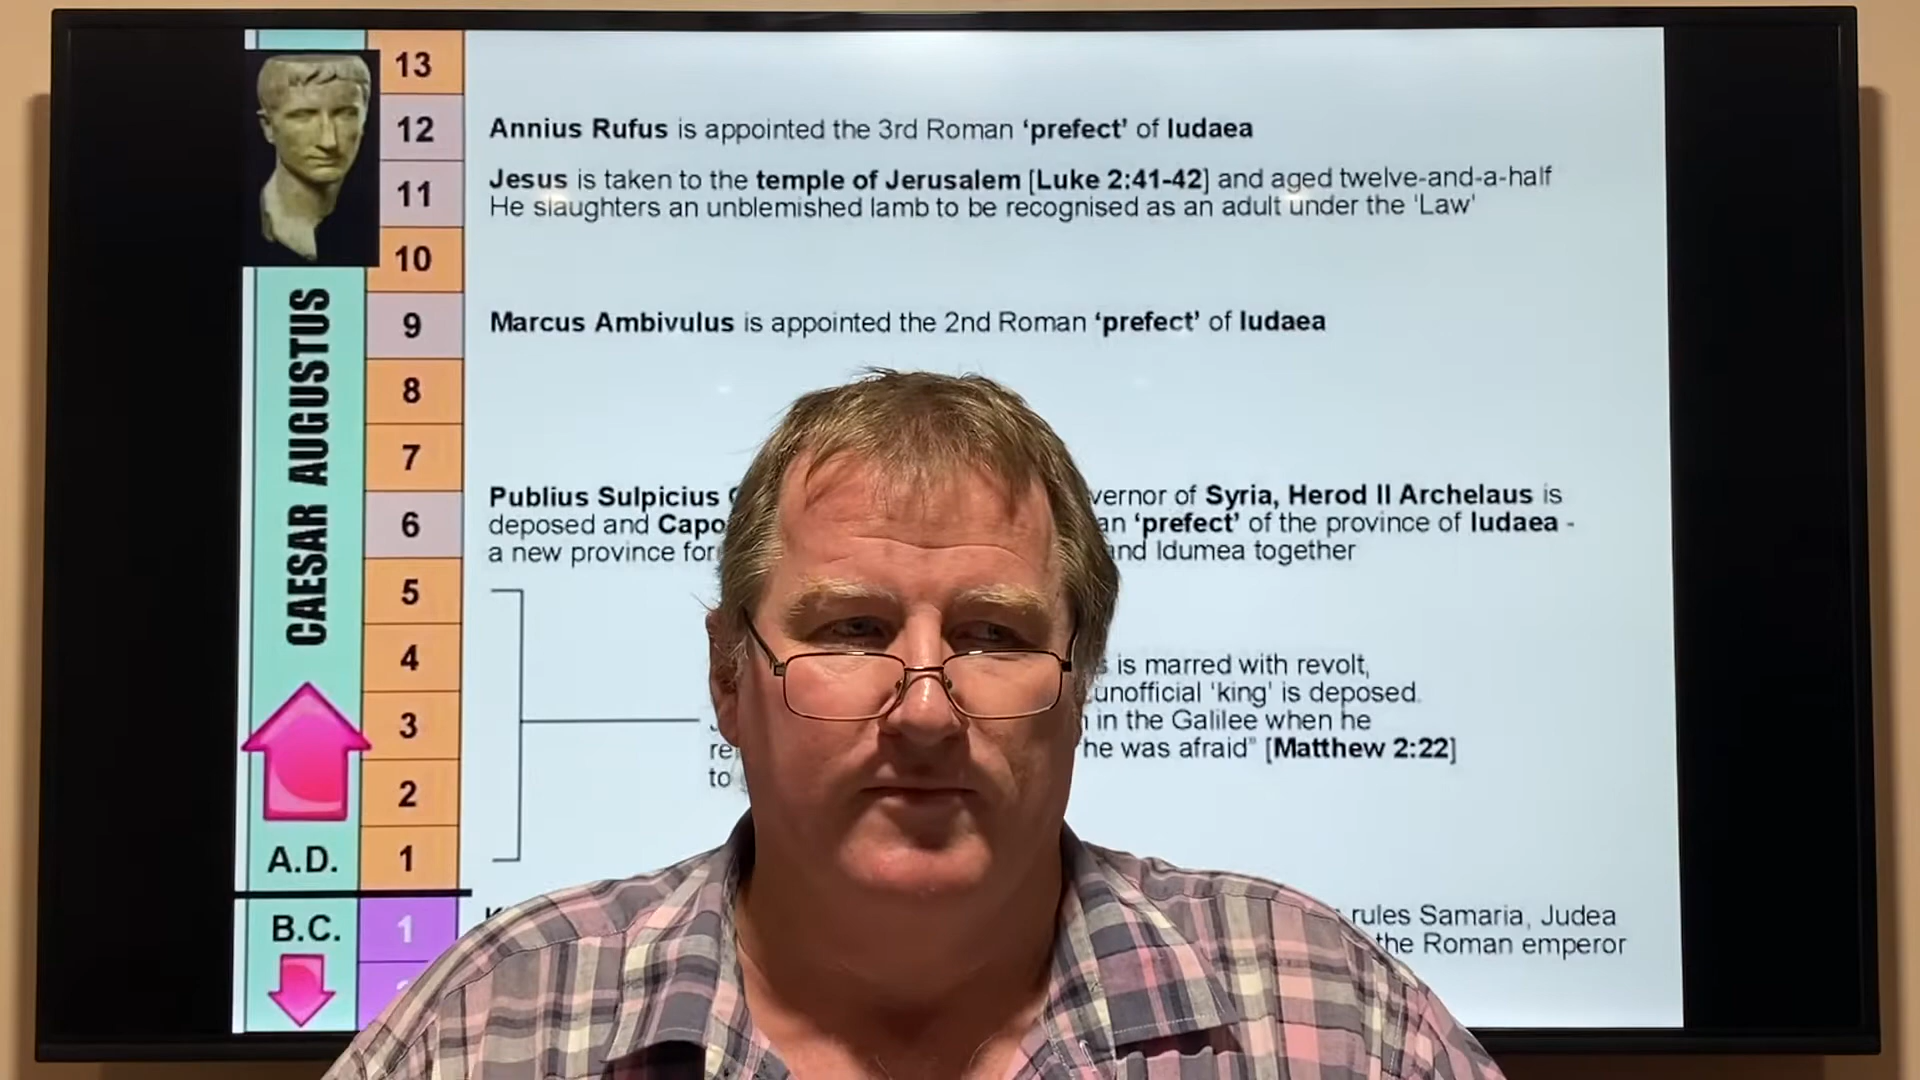 13
12
Annius Rufus is appointed the 3rd Roman ‘prefect’ of Iudaea
11
Jesus is taken to the temple of Jerusalem [Luke 2:41-42] and aged twelve-and-a-half
He slaughters an unblemished lamb to be recognised as an adult under the ‘Law’
10
9
Marcus Ambivulus is appointed the 2nd Roman ‘prefect’ of Iudaea
CAESAR AUGUSTUS
8
7
6
Publius Sulpicius of Syria, Herod II Archelaus is
deposed and ‘prefect’ of the province of Iudaea -
a new province Idumea together
5
4
is marred with revolt,
unofficial ‘king’ is deposed.
3
in the Galilee when he
he was afraid” [Matthew 2:22]
to
2
A.D.
1
B.C.
1
rules Samaria, Judea
the Roman emperor